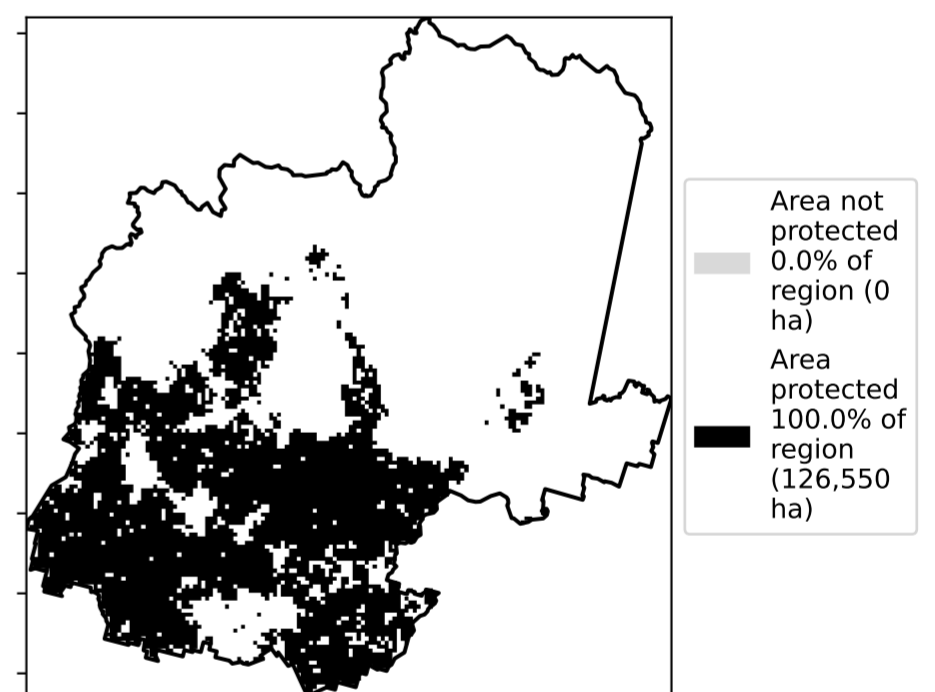 Area not
protected
0.0% of
region (0
ha)
Area
protected
100.0% of
region
(126,550
ha)